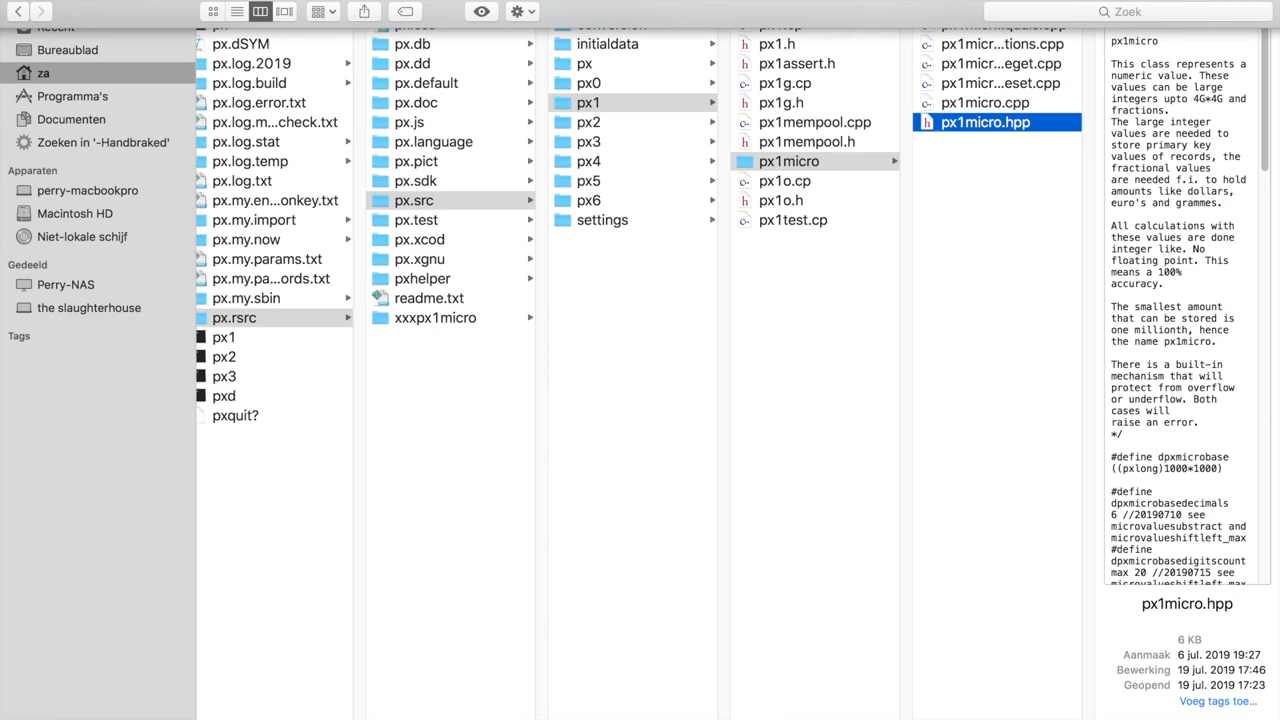 Zoek
Recent
Bureaublad
za
Programma's
Documenten
Zoeken in '-Handbraked'
Apparaten
perry-macbookpro
Macintosh HD
Niet-lokale schijf
Gedeeld
Perry-NAS
the slaughterhouse
Tags
px.dSYM
px.log.2019
px.log.build
px.log.error.txt
px.log.m...check.txt
px.log.stat
px.log.temp
px.log.txt
px.my.en...onkey.txt
px.my.import
px.my.now
px.my.params.txt
px.my.pa...ords.txt
px.my.sbin
px.rsrc
px1
px2
px3
pxd
pxquit?
px.db
px.dd
px.default
px.doc
px.js
px.language
px.pict
px.sdk
px.src
px.test
px.xcod
px.xgnu
pxhelper
readme.txt
xxxpx1micro
initialdata
px
px0
px1
px2
px3
px4
px5
px6
settings
px1.h
px1assert.h
px1g.cp
px1g.h
px1mempool.cpp
px1mempool.h
px1micro
px1o.cp
px1o.h
px1test.cp
px1micr...tions.cpp
px1micr...eget.cpp
px1micr...eset.cpp
px1micro.cpp
px1micro.hpp
px1micro
This class represents a
numeric value. These
values can be large
integers upto 4G*4G and
fractions.
The large integer
values are needed to
store primary key
values of records, the
fractional values
are needed f.i. to hold
amounts like dollars,
euro's and grammes.
All calculations with
these values are done
integer like. No
floating point. This
means a 100%
accuracy.
The smallest amount
that can be stored is
one millionth, hence
the name px1micro.
There is a built-in
mechanism that will
protect from overflow
or underflow. Both
cases will
raise an error.
*/
#define dpxmicrobase
((pxlong)1000*1000)
#define
dpxmicrobasedecimals
6 //20190710 see
microvaluesubstract and
microvalueshiftleft_max
#define
dpxmicrobasedigitscount
max 20 //20190715 see
microvalueshiftleft_max
px1micro.hpp
6 KB
Aanmaak 6 jul. 2019 19:27
Bewerking 19 jul. 2019 17:46
Geopend 19 jul. 2019 17:23
Voeg tags toe...